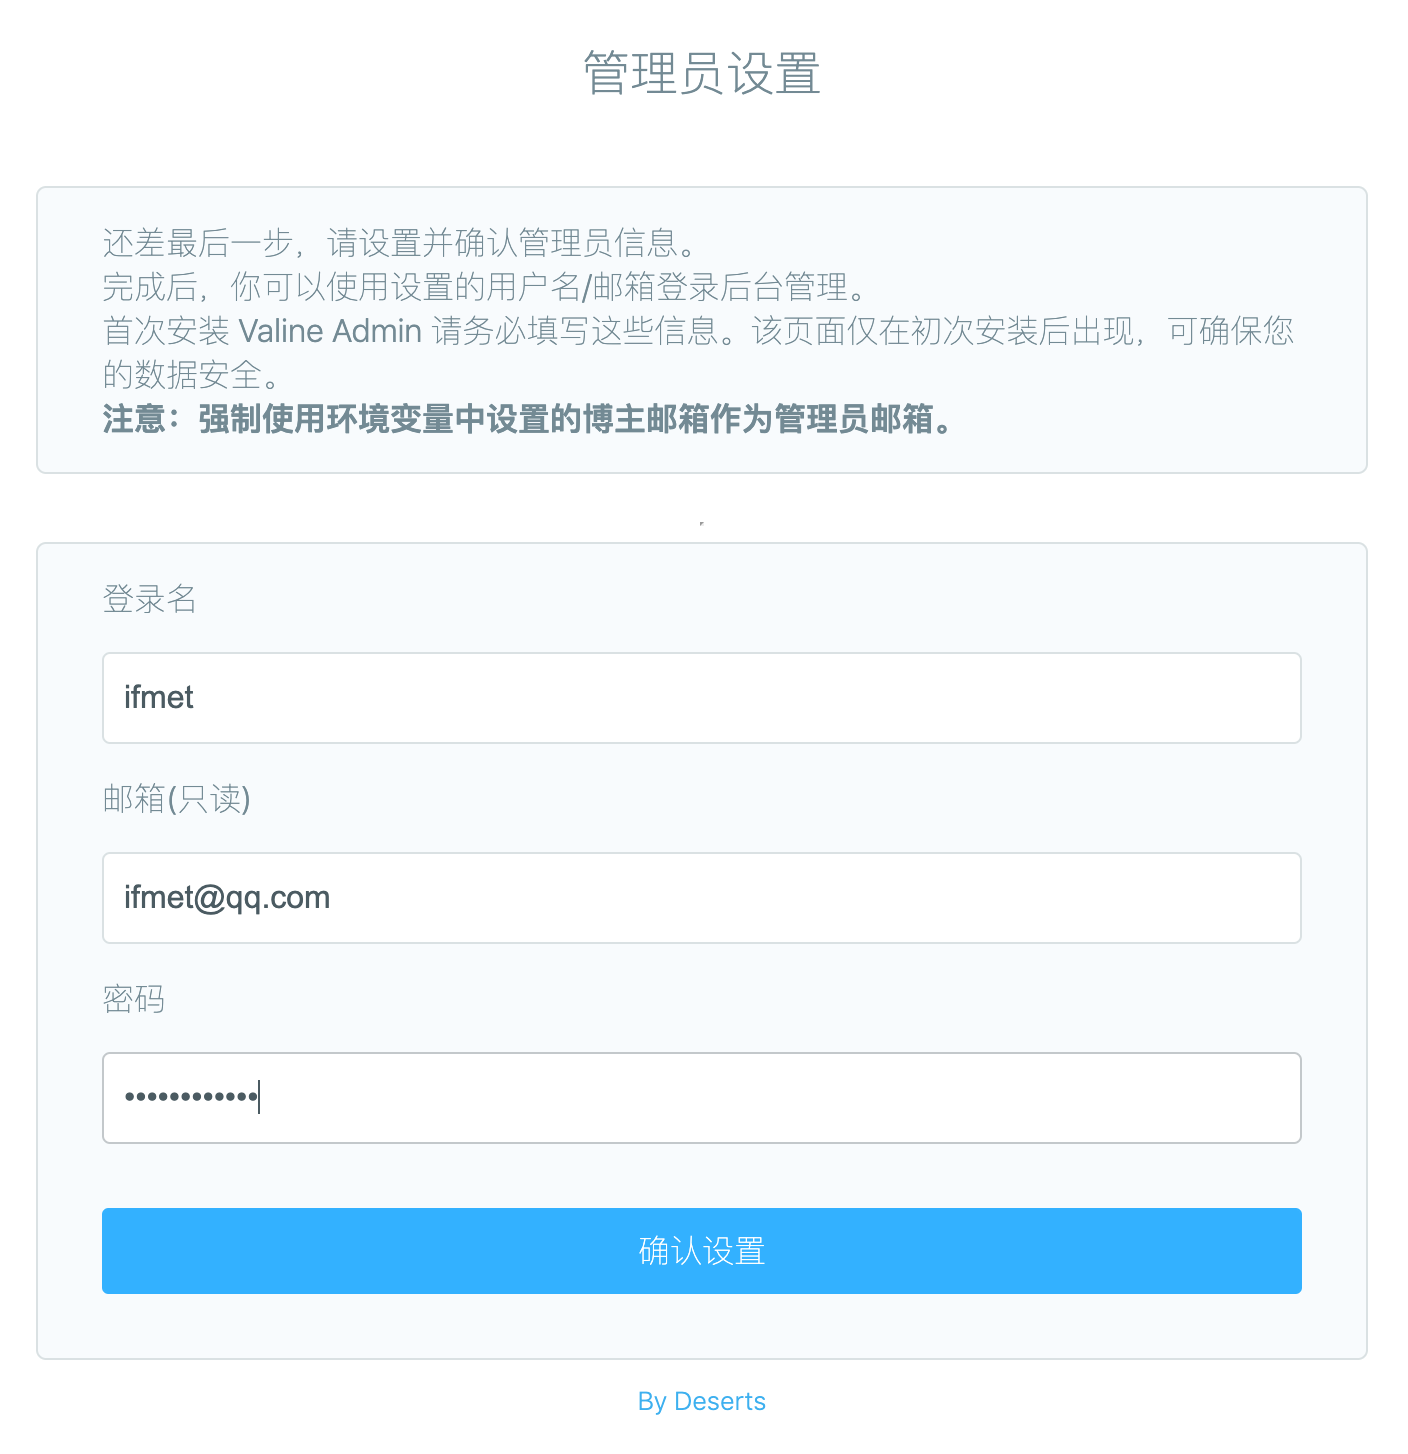 管理员设置
还差最后一步，请设置并确认管理员信息。
完成后，你可以使用设置的用户名/邮箱登录后台管理。
首次安装 Valine Admin 请务必填写这些信息。该页面仅在初次安装后出现，可确保您
的数据安全。
注意：强制使用环境变量中设置的博主邮箱作为管理员邮箱。
登录名
ifmet
邮箱(只读)
ifmet@qq.com
密码
••••••••••••
确认设置
By Deserts